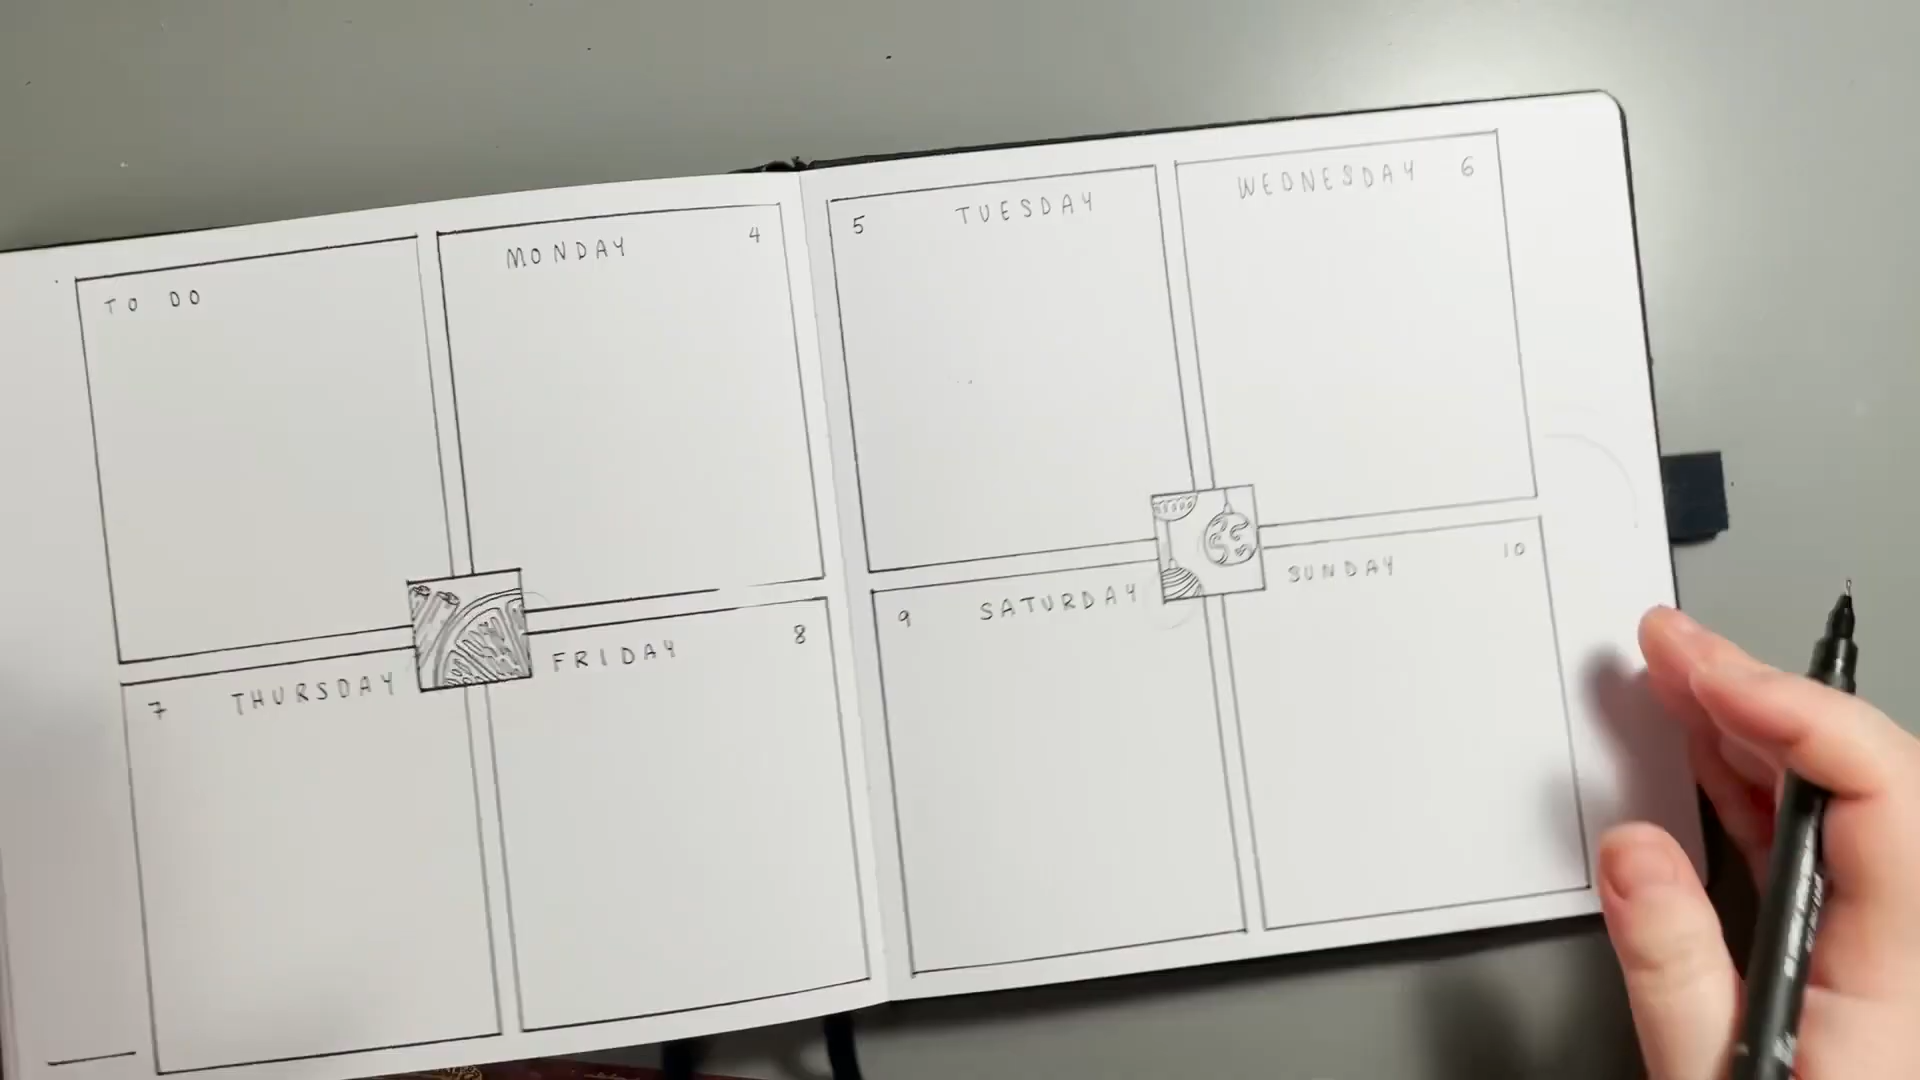 TO DO
MONDAY 4
5 TUESDAY
WEDNESDAY 6
7 THURSDAY
FRIDAY 8
9 SATURDAY
SUNDAY 10